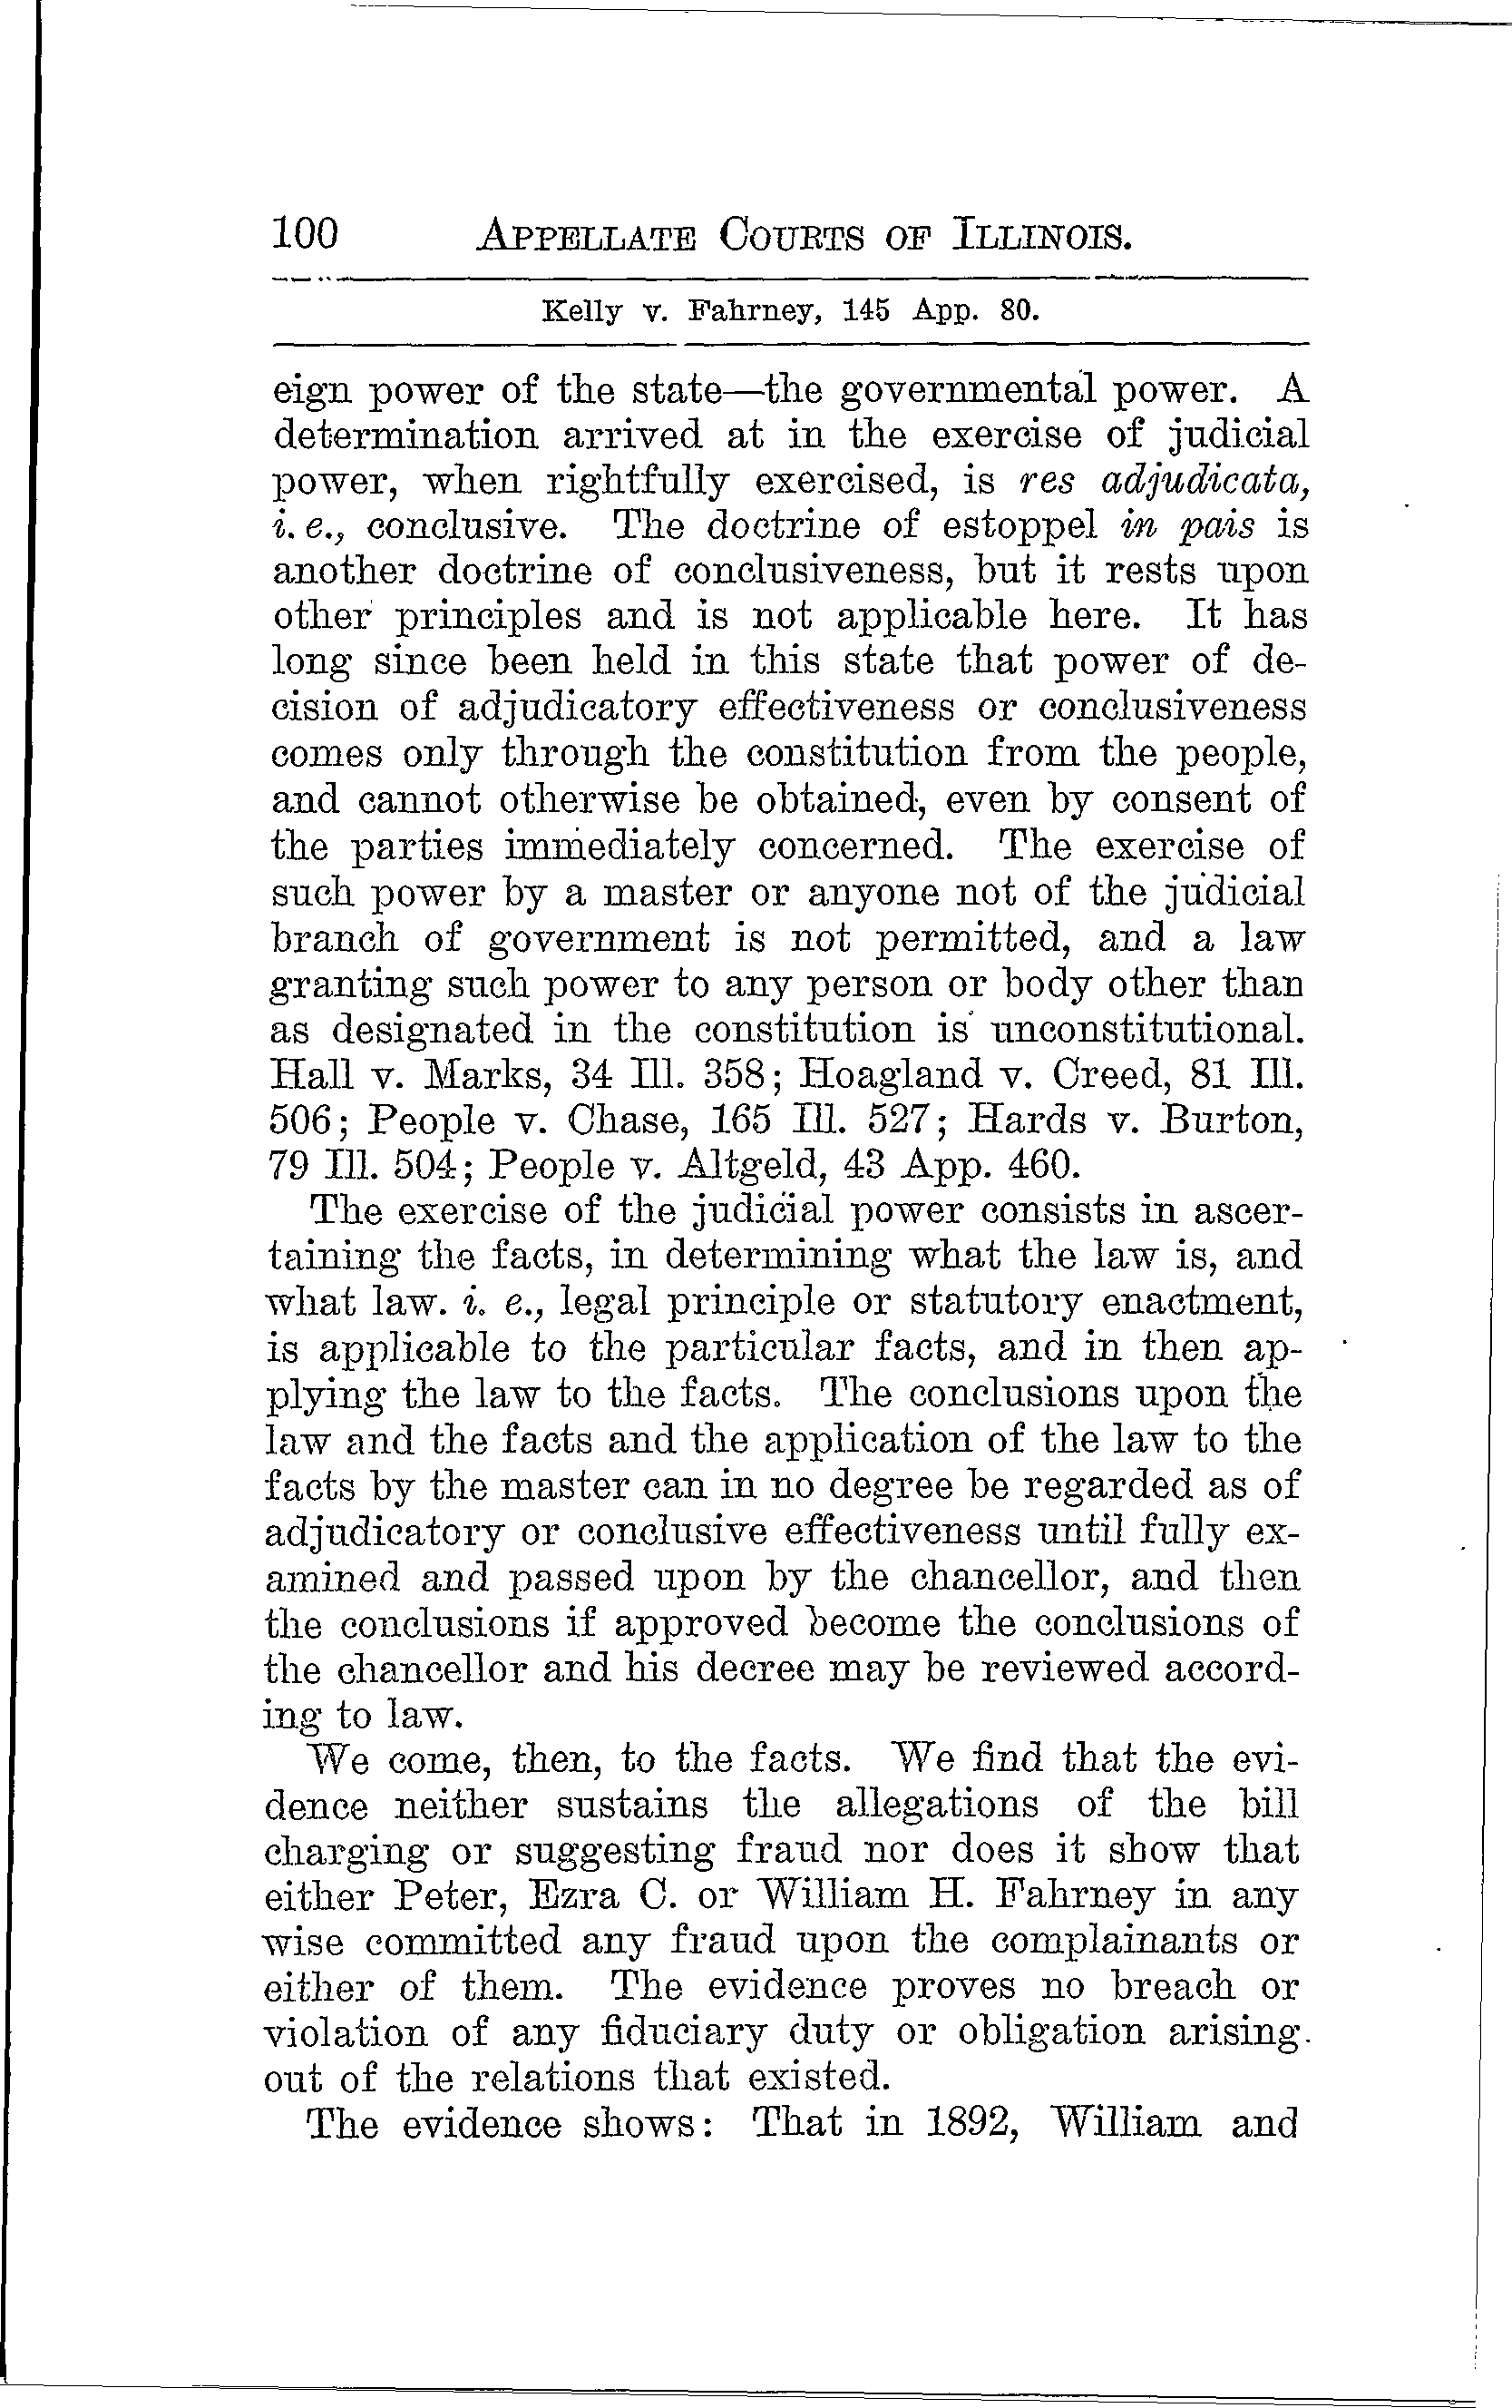 100 APPELLATE COURTS OF ILLINOIS.
Kelly v. Fahrney, 145 App. 80.
eign power of the state—the governmental power. A
determination arrived at in the exercise of judicial
power, when rightfully exercised, is res adjudicata,
i. e., conclusive. The doctrine of estoppel in pais is
another doctrine of conclusiveness, but it rests upon
other principles and is not applicable here. It has
long since been held in this state that power of de-
cision of adjudicatory effectiveness or conclusiveness
comes only through the constitution from the people,
and cannot otherwise be obtained, even by consent of
the parties immediately concerned. The exercise of
such power by a master or anyone not of the judicial
branch of government is not permitted, and a law
granting such power to any person or body other than
as designated in the constitution is unconstitutional.
Hall v. Marks, 34 Ill. 358; Hoagland v. Creed, 81 Ill.
506; People v. Chase, 165 Ill. 527; Hards v. Burton,
79 Ill. 504; People v. Altgeld, 43 App. 460.
The exercise of the judicial power consists in ascer-
taining the facts, in determining what the law is, and
what law. i. e., legal principle or statutory enactment,
is applicable to the particular facts, and in then ap-
plying the law to the facts. The conclusions upon the
law and the facts and the application of the law to the
facts by the master can in no degree be regarded as of
adjudicatory or conclusive effectiveness until fully ex-
amined and passed upon by the chancellor, and then
the conclusions if approved become the conclusions of
the chancellor and his decree may be reviewed accord-
ing to law.
We come, then, to the facts. We find that the evi-
dence neither sustains the allegations of the bill
charging or suggesting fraud nor does it show that
either Peter, Ezra C. or William H. Fahrney in any
wise committed any fraud upon the complainants or
either of them. The evidence proves no breach or
violation of any fiduciary duty or obligation arising
out of the relations that existed.
The evidence shows: That in 1892, William and